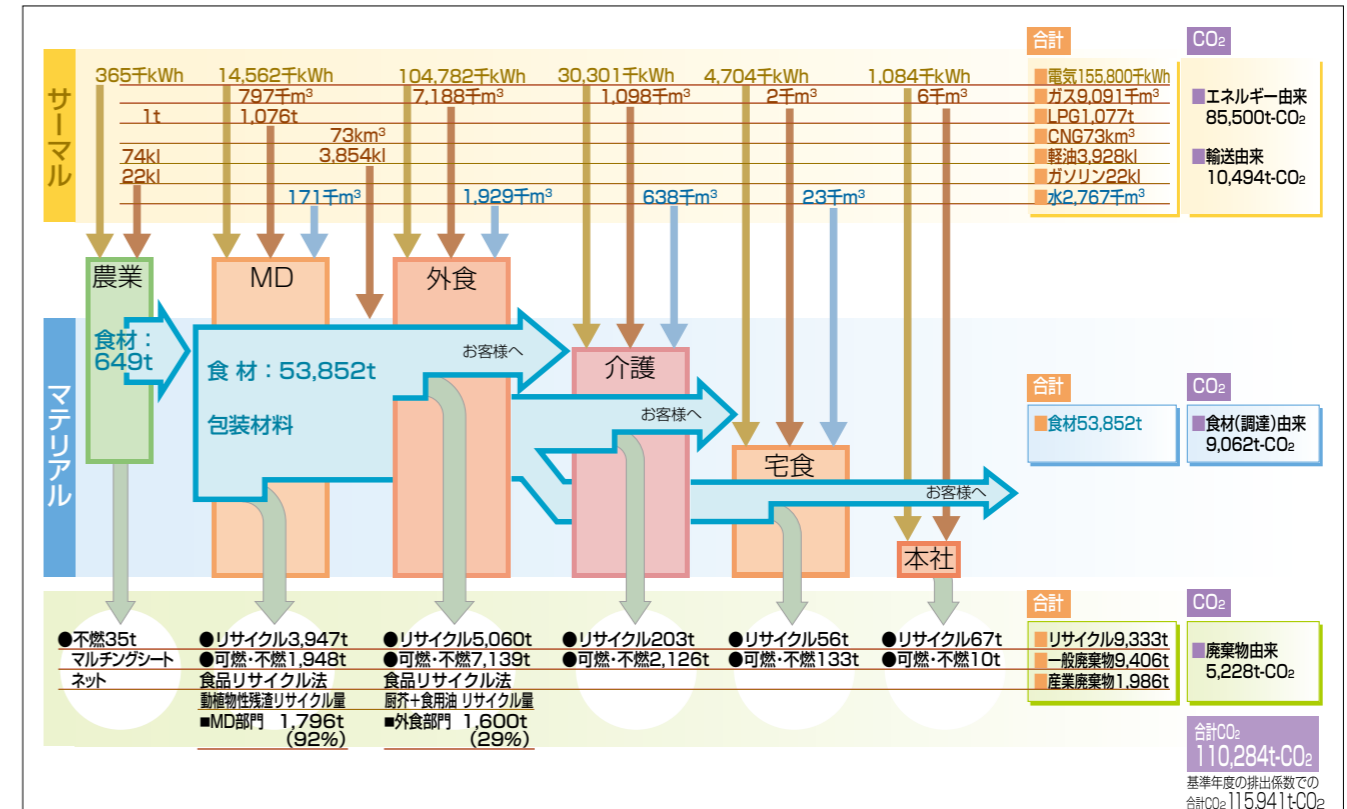 合計
CO₂
サーマル
365千kWh 14,562千kWh 104,782千kWh 30,301千kWh 4,704千kWh 1,084千kWh ■電気155,800千kWh
797千m³ 7,188千m³ 1,098千m³ 2千m³ 6千m³ ■ガス9,091千m³
1t 1,076t ■LPG1,077t
73km³ ■CNG73km³
74kl 3,854kl ■軽油3,928kl
22kl ■ガソリン22kl
171千m³ 1,929千m³ 638千m³ 23千m³ ■水2,767千m³
■エネルギー由来
85,500t-CO₂
■輸送由来
10,494t-CO₂
農業
MD
外食
マテリアル
食材：
649t
食 材：53,852t
包装材料
お客様へ
介護
お客様へ
宅食
お客様へ
本社
合計
CO₂
■食材53,852t
■食材(調達)由来
9,062t-CO₂
合計
CO₂
●不燃35t
マルチングシート
ネット
●リサイクル3,947t
●可燃・不燃1,948t
食品リサイクル法
動植物性残渣リサイクル量
■MD部門 1,796t
(92%)
●リサイクル5,060t
●可燃・不燃7,139t
食品リサイクル法
厨芥＋食用油 リサイクル量
■外食部門 1,600t
(29%)
●リサイクル203t
●可燃・不燃2,126t
●リサイクル56t
●可燃・不燃133t
●リサイクル67t
●可燃・不燃10t
■リサイクル9,333t
■一般廃棄物9,406t
■産業廃棄物1,986t
■廃棄物由来
5,228t-CO₂
合計CO₂
110,284t-CO₂
基準年度の排出係数での
合計CO₂115,941t-CO₂